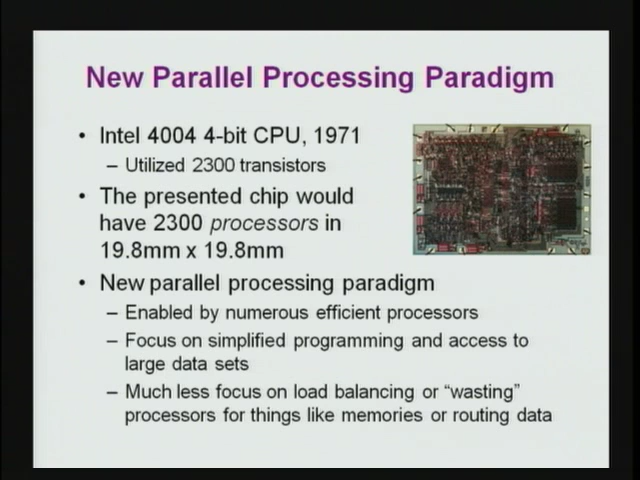 New Parallel Processing Paradigm
• Intel 4004 4-bit CPU, 1971
– Utilized 2300 transistors
• The presented chip would
have 2300 processors in
19.8mm x 19.8mm
• New parallel processing paradigm
– Enabled by numerous efficient processors
– Focus on simplified programming and access to
large data sets
– Much less focus on load balancing or “wasting”
processors for things like memories or routing data